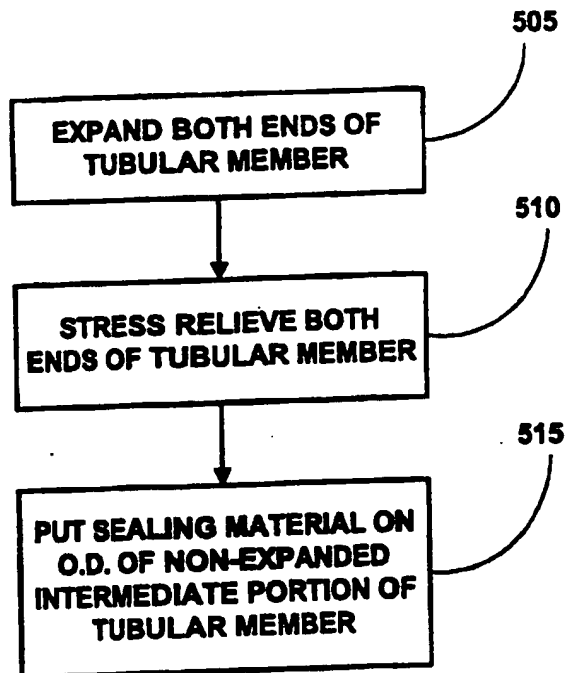 505
EXPAND BOTH ENDS OF
TUBULAR MEMBER
510
STRESS RELIEVE BOTH
ENDS OF TUBULAR MEMBER
515
PUT SEALING MATERIAL ON
O.D. OF NON-EXPANDED
INTERMEDIATE PORTION OF
TUBULAR MEMBER